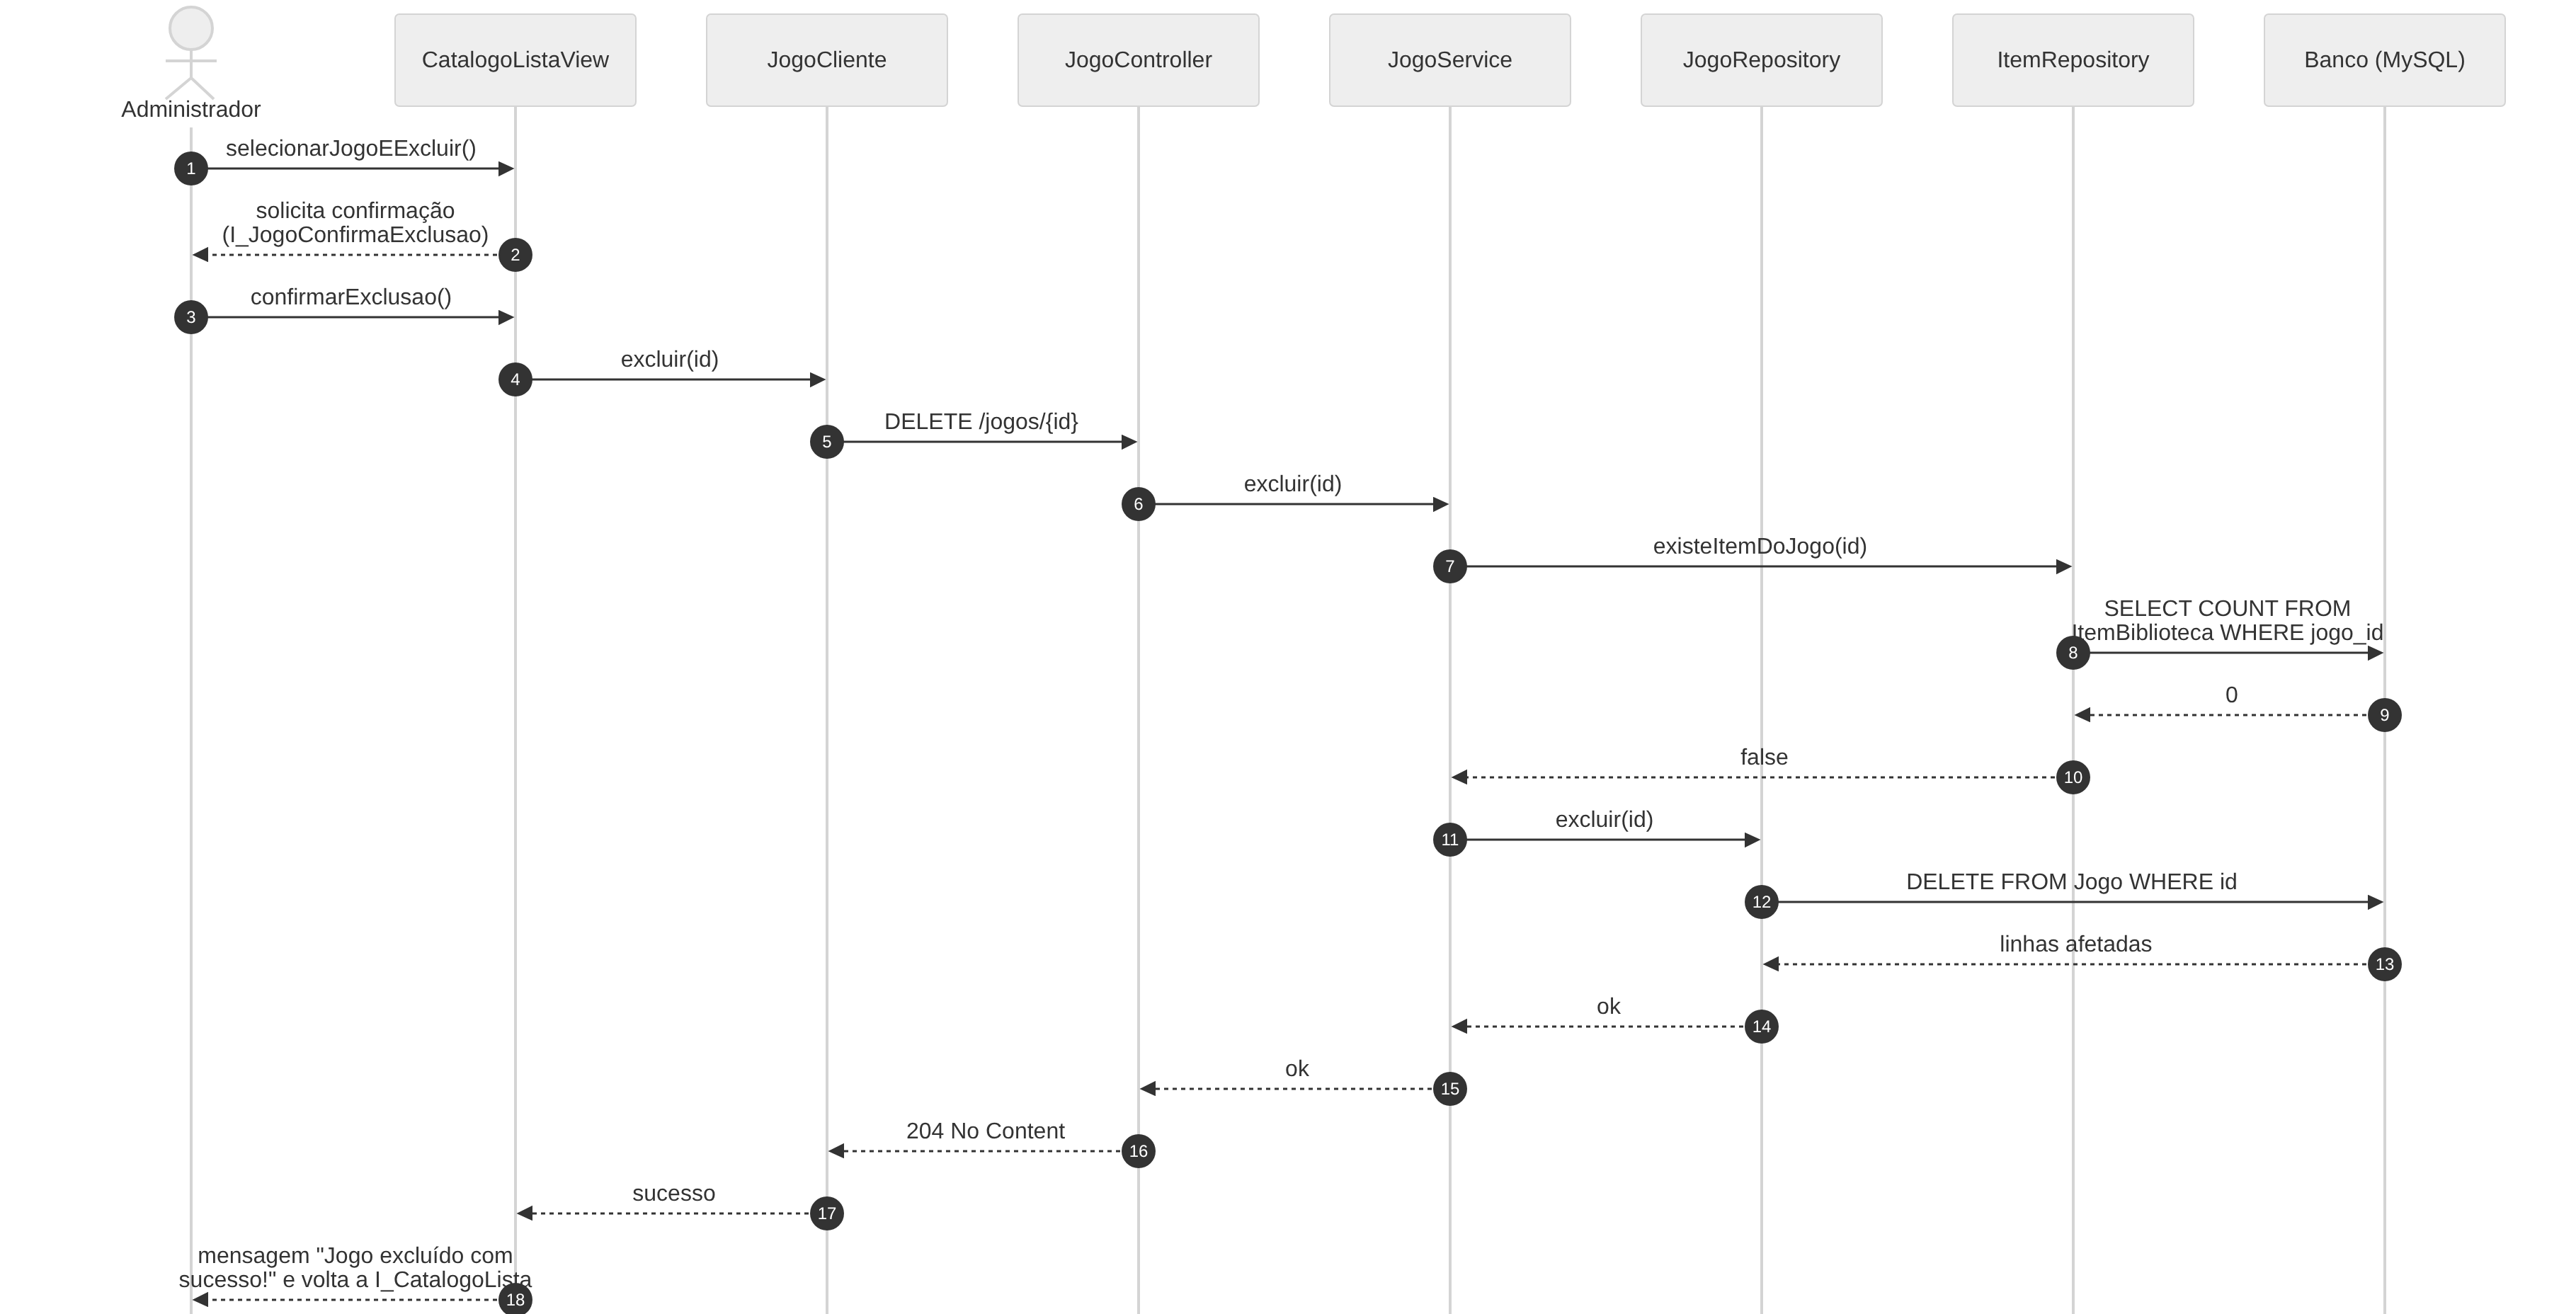 Administrador
CatalogoListaView
JogoCliente
JogoController
JogoService
JogoRepository
ItemRepository
Banco (MySQL)
selecionarJogoEExcluir()
1
solicita confirmação
(I_JogoConfirmaExclusao)
2
confirmarExclusao()
3
excluir(id)
4
DELETE /jogos/{id}
5
excluir(id)
6
existeItemDoJogo(id)
7
SELECT COUNT FROM
ItemBiblioteca WHERE jogo_id
8
0
9
false
10
excluir(id)
11
DELETE FROM Jogo WHERE id
12
linhas afetadas
13
ok
14
ok
15
204 No Content
16
sucesso
17
mensagem "Jogo excluído com
sucesso!" e volta a I_CatalogoLista
18